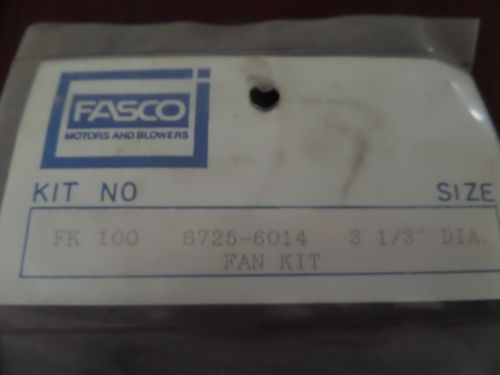 FASCO
MOTORS AND BLOWERS
KIT NO SIZE
FK 100 8725-6014 3 1/3" DIA.
FAN KIT